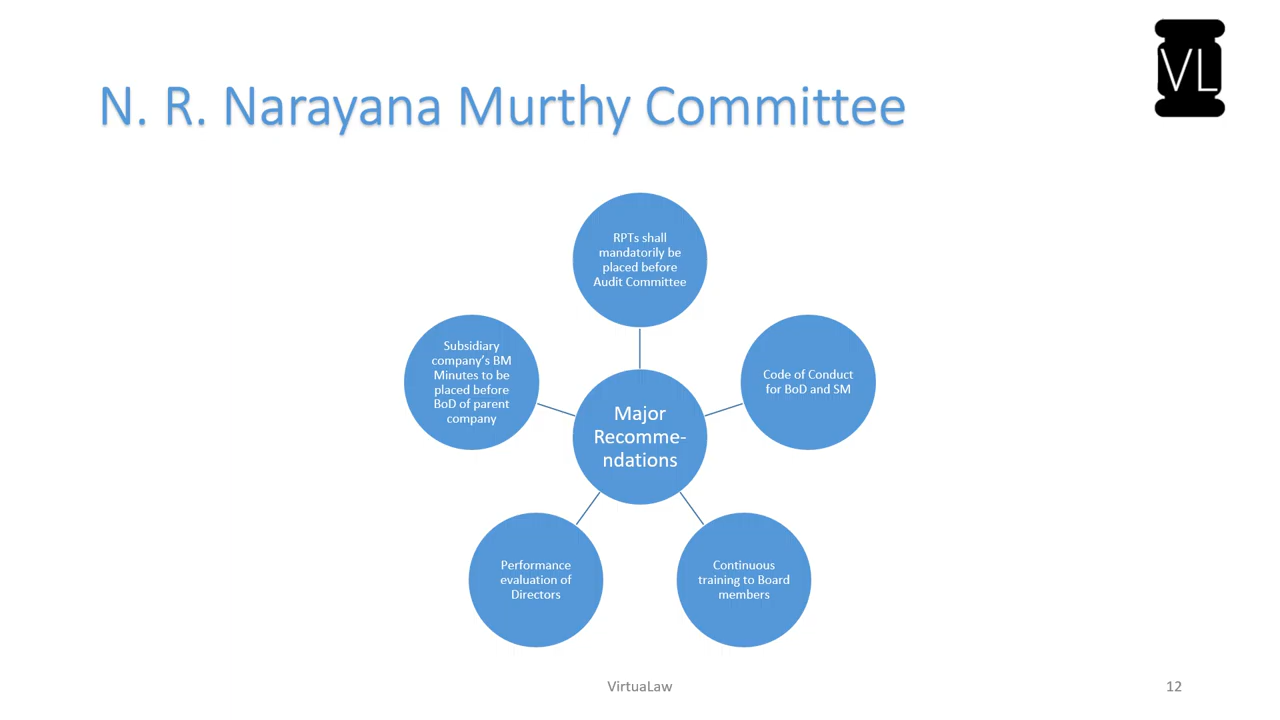 VL
N. R. Narayana Murthy Committee
RPTs shall
mandatorily be
placed before
Audit Committee
Code of Conduct
for BoD and SM
Continuous
training to Board
members
Performance
evaluation of
Directors
Subsidiary
company’s BM
Minutes to be
placed before
BoD of parent
company
Major
Recomme-
ndations
VirtuaLaw
12